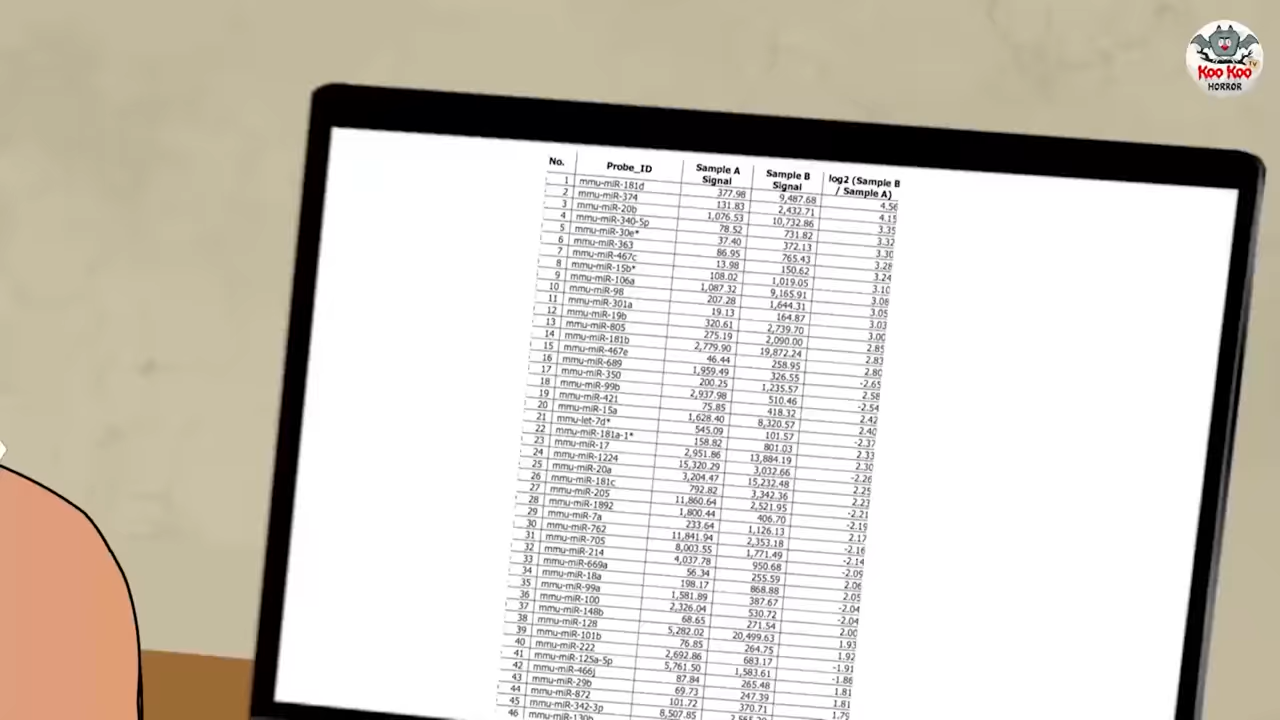 Koo Koo TV
HORROR
No. Probe_ID Sample A Signal Sample B Signal log2 (Sample B / Sample A)
1 mmu-miR-181d 377.98 9,487.68 4.56
2 mmu-miR-374 131.83 2,432.71 4.15
3 mmu-miR-20b 1,076.53 10,732.86 3.35
4 mmu-miR-340-5p 78.52 731.82 3.32
5 mmu-miR-30e* 37.40 372.13 3.30
6 mmu-miR-363 86.95 765.43 3.28
7 mmu-miR-467c 13.98 150.62 3.24
8 mmu-miR-15b* 108.02 1,019.05 3.10
9 mmu-miR-106a 1,087.32 9,165.91 3.08
10 mmu-miR-98 207.28 1,644.31 3.05
11 mmu-miR-301a 19.13 164.87 3.03
12 mmu-miR-19b 320.61 2,739.70 3.00
13 mmu-miR-805 275.19 2,090.00 2.85
14 mmu-miR-181b 2,779.90 19,872.24 2.83
15 mmu-miR-467e 46.44 258.95 2.80
16 mmu-miR-689 1,959.49 326.55 -2.65
17 mmu-miR-350 200.25 1,235.57 2.58
18 mmu-miR-99b 2,937.98 510.46 -2.54
19 mmu-miR-421 75.85 418.32 2.42
20 mmu-miR-15a 1,628.40 8,320.57 2.40
21 mmu-let-7d* 545.09 101.57 -2.37
22 mmu-miR-181a-1* 158.82 801.03 2.33
23 mmu-miR-17 2,951.86 13,884.19 2.30
24 mmu-miR-1224 15,320.29 3,032.66 -2.26
25 mmu-miR-20a 3,204.47 15,232.48 2.25
26 mmu-miR-181c 792.82 3,342.36 2.23
27 mmu-miR-205 11,860.64 2,521.95 -2.21
28 mmu-miR-1892 1,800.44 406.70 -2.19
29 mmu-miR-7a 233.64 1,126.13 2.17
30 mmu-miR-762 11,841.94 2,353.18 -2.16
31 mmu-miR-705 8,003.55 1,771.49 -2.14
32 mmu-miR-214 4,037.78 950.68 -2.09
33 mmu-miR-669a 56.34 255.59 2.06
34 mmu-miR-18a 198.17 868.88 2.05
35 mmu-miR-99a 1,581.89 387.67 -2.04
36 mmu-miR-100 2,326.04 530.72 -2.04
37 mmu-miR-148b 68.65 271.54 2.00
38 mmu-miR-128 5,282.02 20,499.63 1.93
39 mmu-miR-101b 76.85 264.75 1.92
40 mmu-miR-222 2,692.86 683.17 -1.91
41 mmu-miR-125a-5p 5,761.50 1,583.61 -1.86
42 mmu-miR-466j 87.84 265.48 1.81
43 mmu-miR-29b 69.73 247.39 1.81
44 mmu-miR-872 101.72 370.71 1.75
45 mmu-miR-342-3p 8,507.85
46 mmu-miR-130b